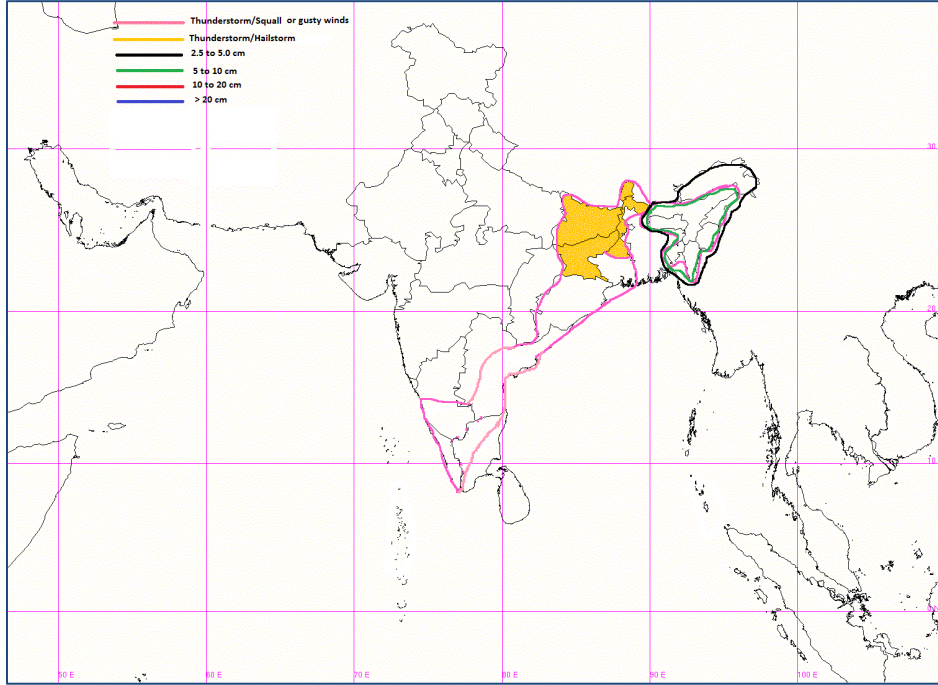 Thunderstorm/Squall or gusty winds
Thunderstorm/Hailstorm
2.5 to 5.0 cm
5 to 10 cm
10 to 20 cm
> 20 cm
30
20
10
50 E
60 E
70 E
80 E
90 E
100 E